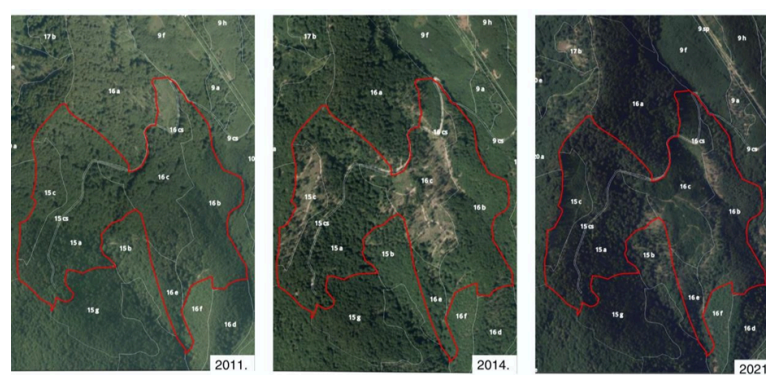 17 b
9 f
9 h
16 a
9 a
16 cs
9 cs
16 c
15 c
16 b
15 cs
15 a
15 b
16 e
16 f
15 g
16 d
2011.
17 b
9 f
9 h
16 a
9 a
16 cs
9 cs
16 c
15 c
16 b
15 cs
15 a
15 b
16 e
16 f
15 g
16 d
2014.
9 sp
9 h
17 b
9 f
16 a
9 a
16 cs
9 cs
20 a
16 c
15 c
16 b
15 cs
15 a
15 b
16 e
16 f
15 g
16 d
2021